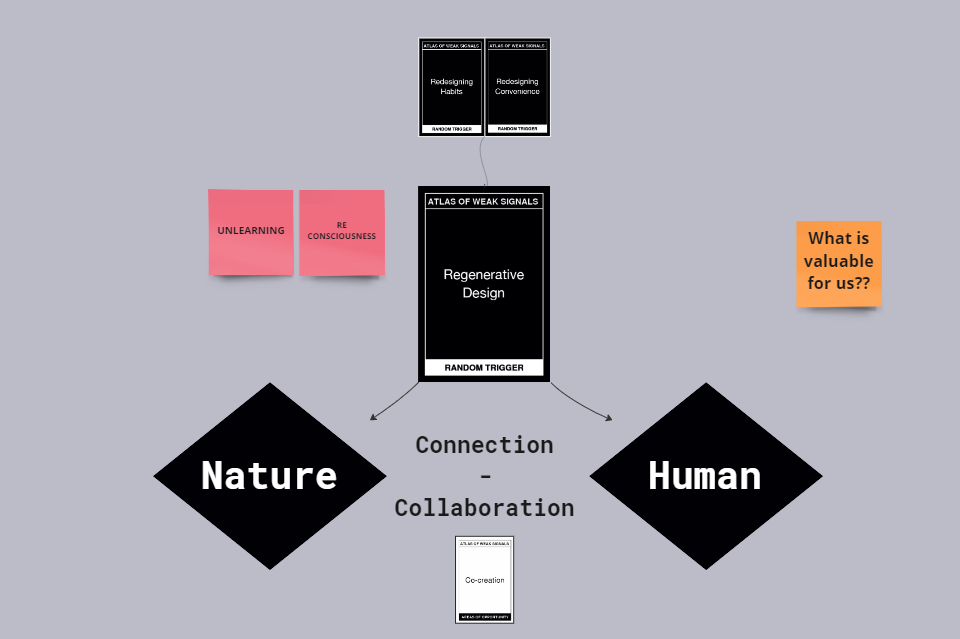 ATLAS OF WEAK SIGNALS
Redesigning
Habits
RANDOM TRIGGER
ATLAS OF WEAK SIGNALS
Redesigning
Convenience
RANDOM TRIGGER
UNLEARNING
RE
CONSCIOUSNESS
ATLAS OF WEAK SIGNALS
Regenerative
Design
RANDOM TRIGGER
What is
valuable
for us??
Nature
Connection
-
Collaboration
Human
ATLAS OF WEAK SIGNALS
Co-creation
AREAS OF OPPORTUNITY